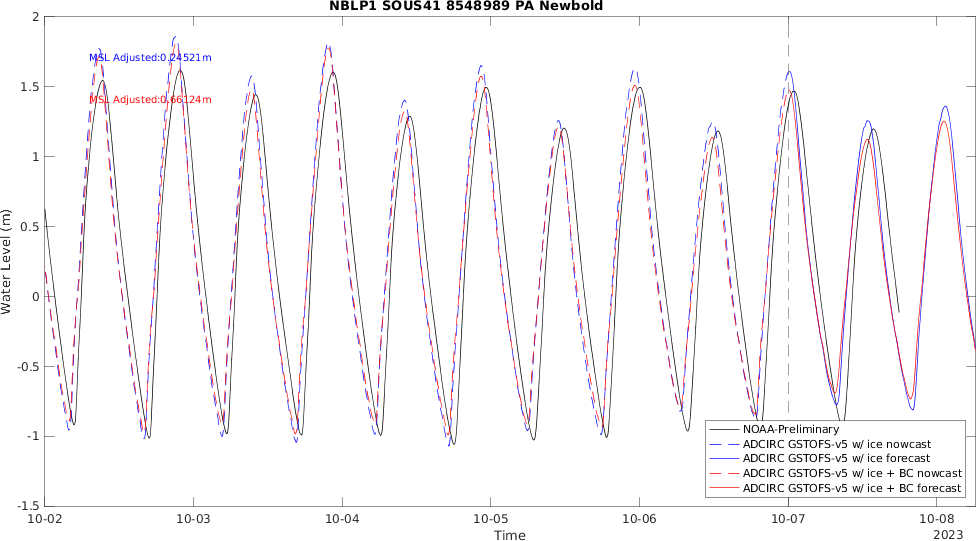 NBLP1 SOUS41 8548989 PA Newbold
2
MSL Adjusted:0.24521m
1.5
MSL Adjusted:0.66124m
1
0.5
Water Level (m)
0
-0.5
-1
NOAA-Preliminary
ADCIRC GSTOFS-v5 w/ ice nowcast
ADCIRC GSTOFS-v5 w/ ice forecast
ADCIRC GSTOFS-v5 w/ ice + BC nowcast
ADCIRC GSTOFS-v5 w/ ice + BC forecast
-1.5
10-02 10-03 10-04 10-05 10-06 10-07 10-08
Time 2023